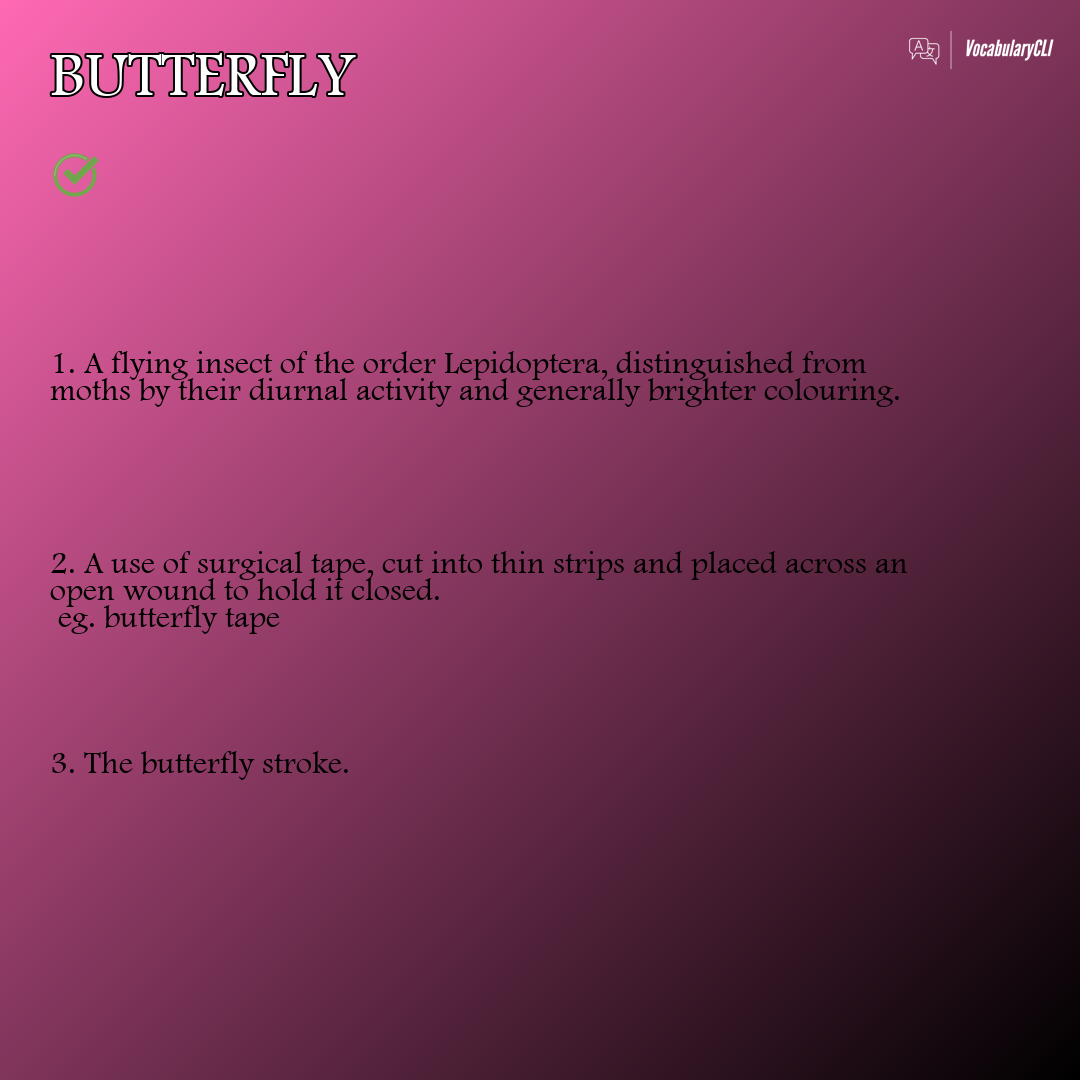 BUTTERFLY
VocabularyCLI
1. A flying insect of the order Lepidoptera, distinguished from
moths by their diurnal activity and generally brighter colouring.
2. A use of surgical tape, cut into thin strips and placed across an
open wound to hold it closed.
eg. butterfly tape
3. The butterfly stroke.